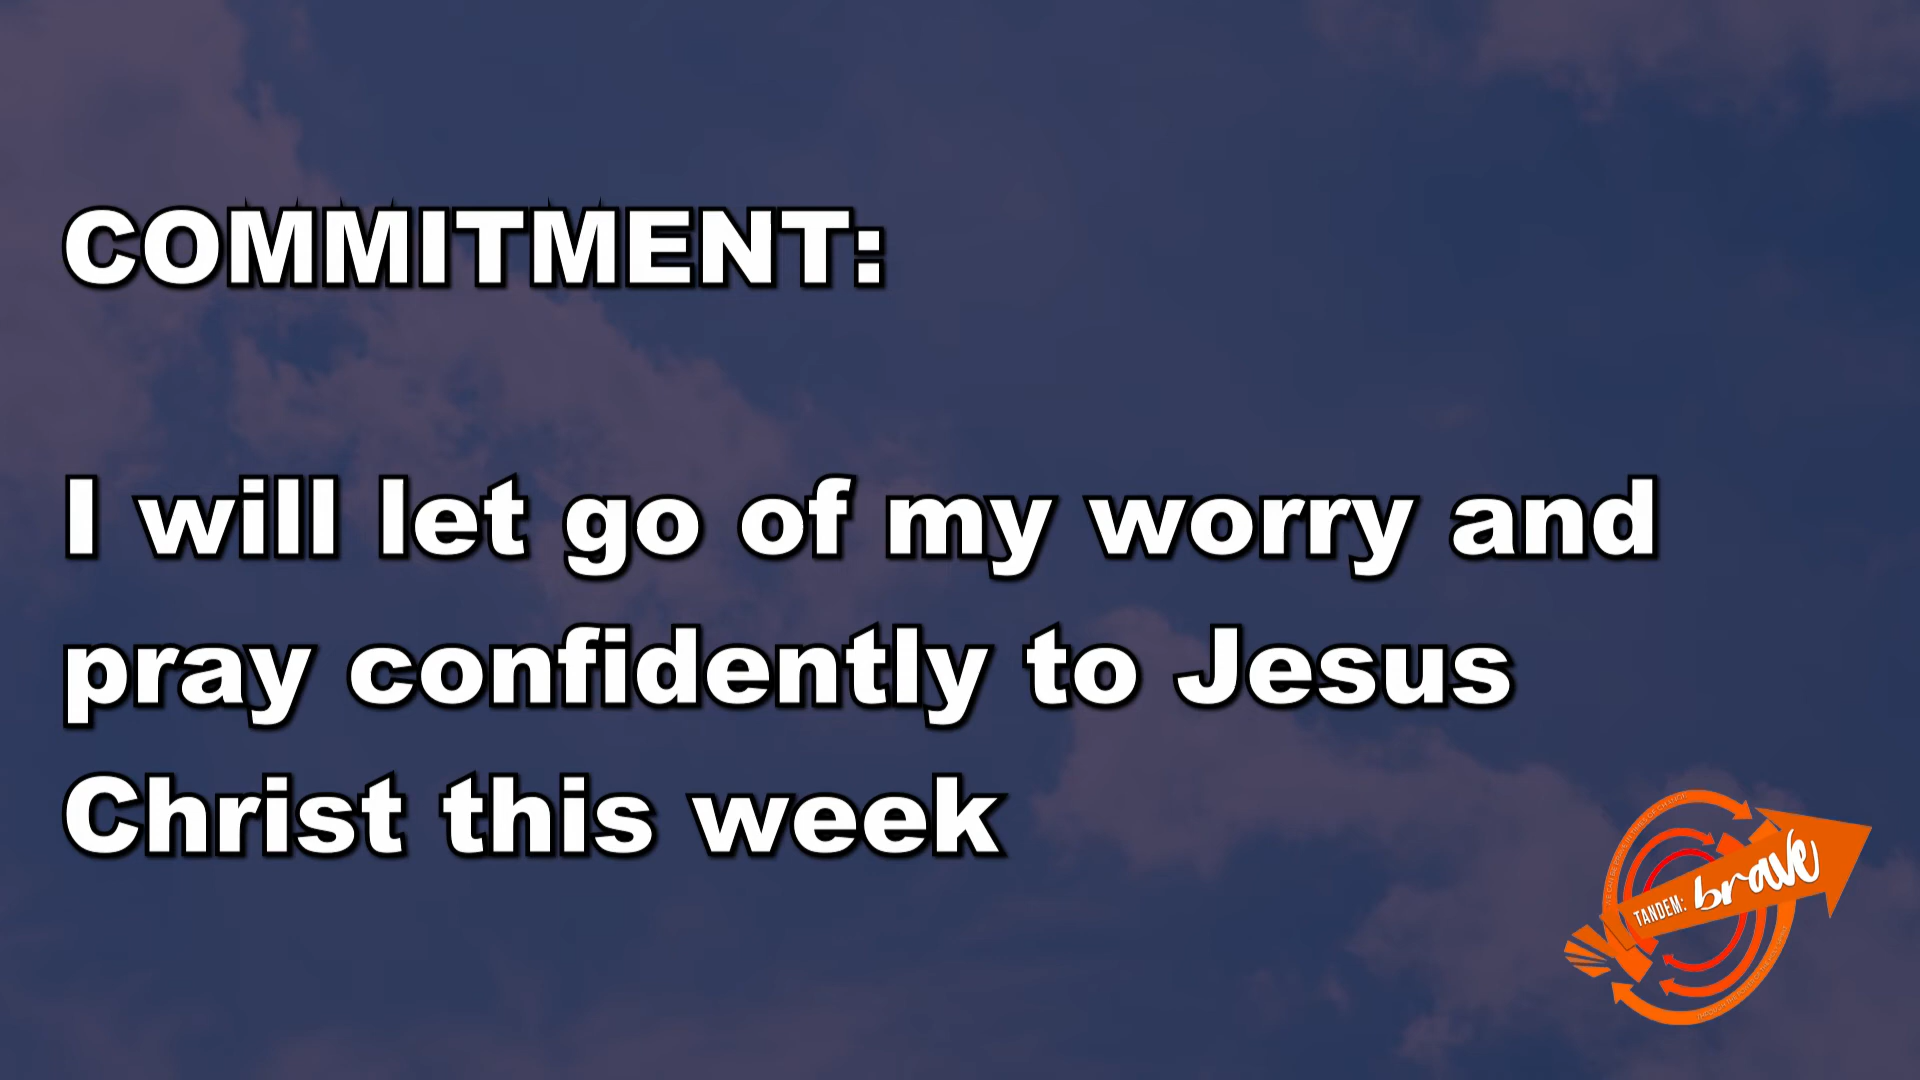 COMMITMENT:
I will let go of my worry and
pray confidently to Jesus
Christ this week
TANDEM: brave